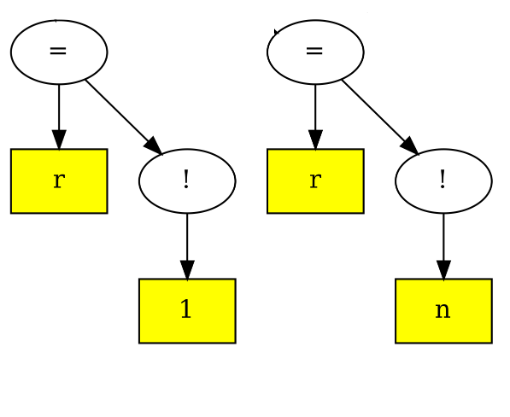 = =
r ! r !
1 n